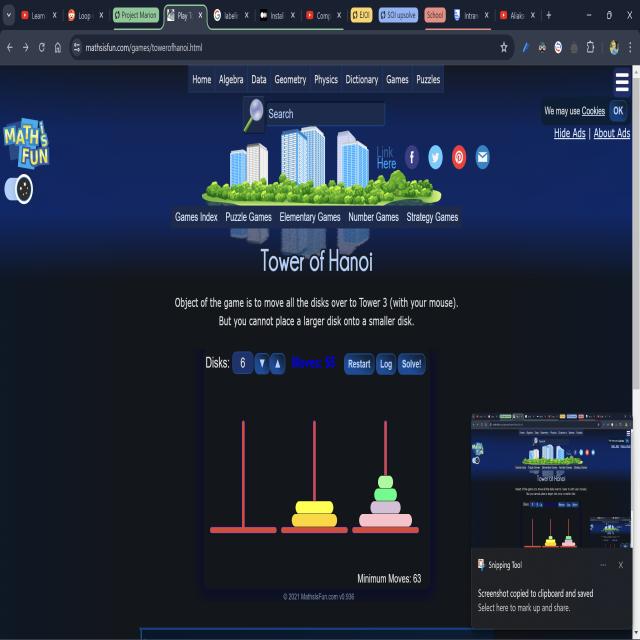 Learn
Loop
Project Marion
Play T
labeli
Instal
Comp
EJOI
SOI upsolve
School
Intran
Aliaks
mathsisfun.com/games/towerofhanoi.html
Home Algebra Data Geometry Physics Dictionary Games Puzzles
Search
We may use Cookies OK
Hide Ads | About Ads
MATH'S FUN
Link Here
Games Index Puzzle Games Elementary Games Number Games Strategy Games
Tower of Hanoi
Object of the game is to move all the disks over to Tower 3 (with your mouse).
But you cannot place a larger disk onto a smaller disk.
Disks: 6 ▼ ▲ Moves: 55 Restart Log Solve!
Minimum Moves: 63
© 2021 MathsIsFun.com v0.936
Snipping Tool
Screenshot copied to clipboard and saved
Select here to mark up and share.